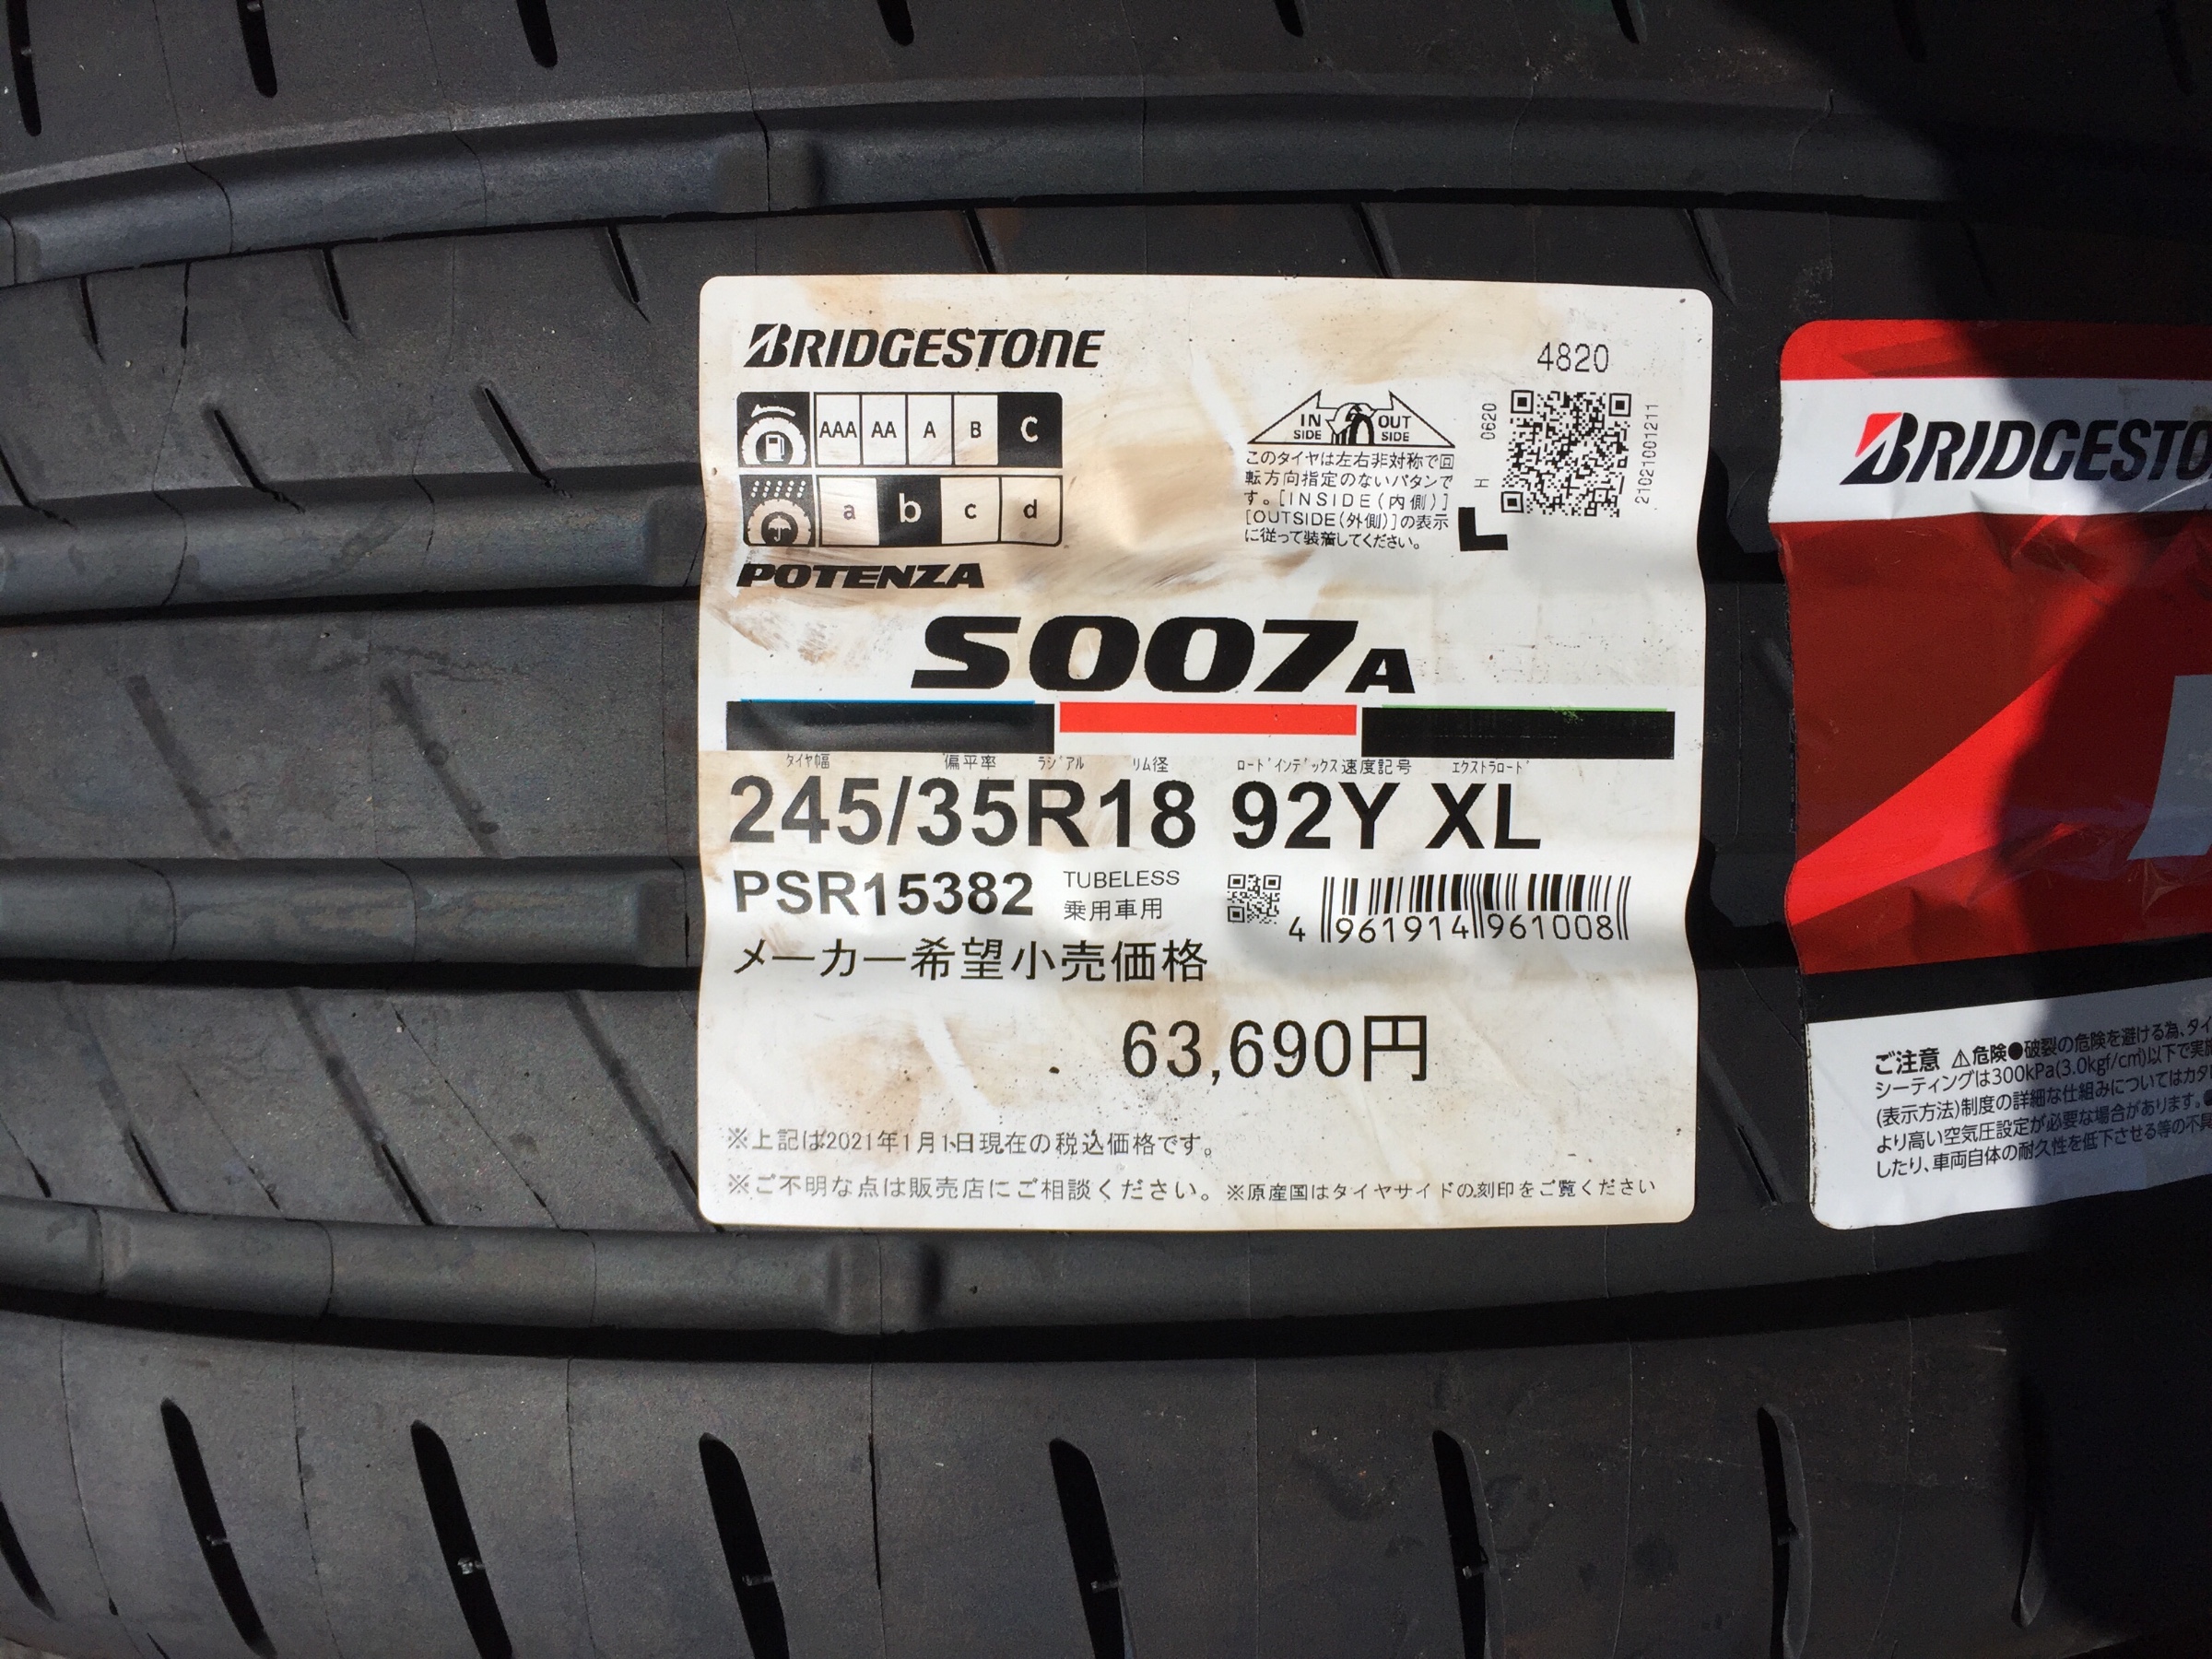 BRIDGESTONE
4820
AAA AA A B C
a b c d
IN SIDE OUT SIDE
このタイヤは左右非対称で回
転方向指定のないパタンで
す。[INSIDE(内側)]
[OUTSIDE(外側)]の表示
に従って装着してください。
0620
H
L
210210001211
POTENZA
S007A
タイヤ幅 偏平率 ラジアル リム径 ロードインデックス 速度記号 エクストラロード
245/35R18 92Y XL
PSR15382 TUBELESS
乗用車用
4 961914 961008
メーカー希望小売価格
63,690円
※上記は2021年1月1日現在の税込価格です。
※ご不明な点は販売店にご相談ください。※原産国はタイヤサイドの刻印をご覧ください
BRIDGESTO
ご注意 ⚠危険●破裂の危険を避ける為、タイ
シーティングは300kPa(3.0kgf/cm²)以下で実施
(表示方法)制度の詳細な仕組みについてはカタ
より高い空気圧設定が必要な場合があります。●
したり、車両自体の耐久性を低下させる等の不具